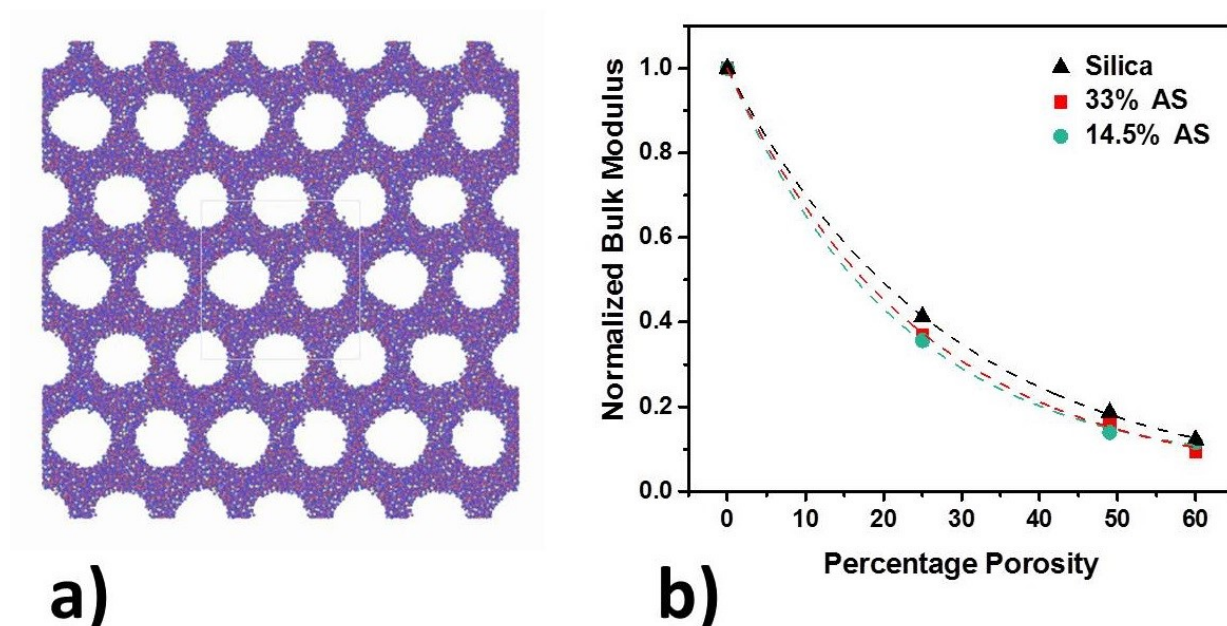 1.0
0.8
0.6
0.4
0.2
0.0
Normalized Bulk Modulus
Silica
33% AS
14.5% AS
0 10 20 30 40 50 60
Percentage Porosity
a)
b)